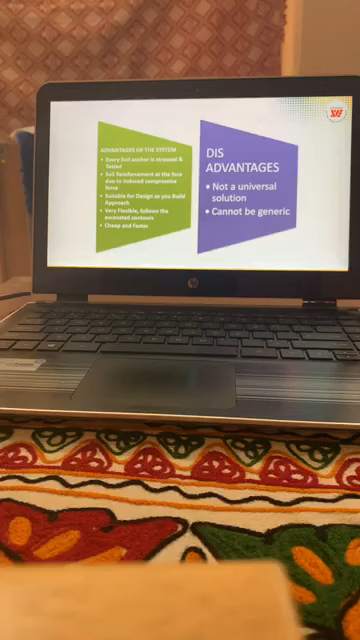 ADVANTAGES OF THE SYSTEM
• Every Soil anchor is stressed &
Tested
• Soil Reinforcement at the face
due to Induced compressive
force
• Suitable for Design as you Build
Approach
• Very Flexible, follows the
excavated contours
• Cheap and Faster
DIS
ADVANTAGES
• Not a universal
solution
• Cannot be generic
hp